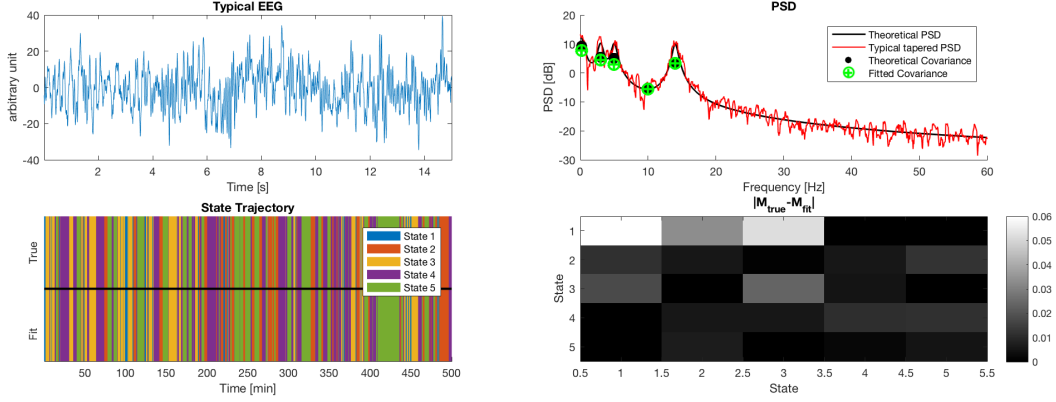 Typical EEG
40
20
0
-20
-40
arbitrary unit
2 4 6 8 10 12 14
Time [s]
PSD
20
10
0
-10
-20
-30
PSD [dB]
Theoretical PSD
Typical tapered PSD
Theoretical Covariance
Fitted Covariance
0 10 20 30 40 50 60
Frequency [Hz]
State Trajectory
True
Fit
State 1
State 2
State 3
State 4
State 5
50 100 150 200 250 300 350 400 450 500
Time [min]
|M_true-M_fit|
1
2
3
4
5
State
0.5 1 1.5 2 2.5 3 3.5 4 4.5 5 5.5
State
0.06
0.05
0.04
0.03
0.02
0.01
0